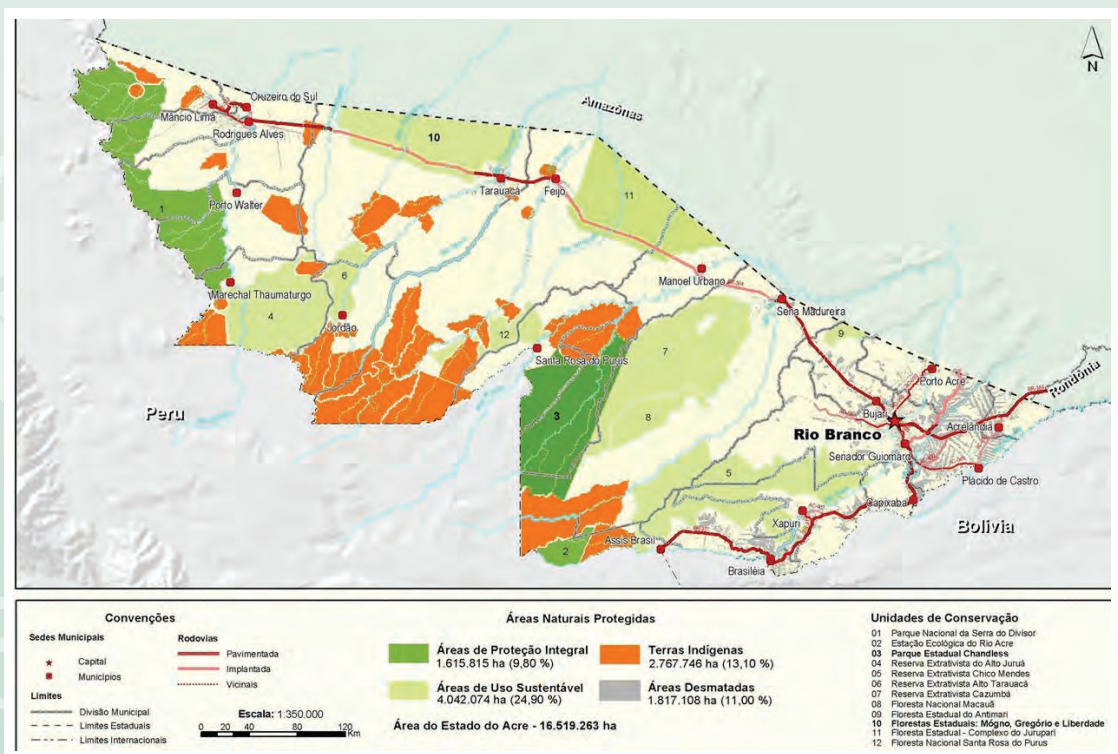 N
Amazônas
Cruzeiro do Sul
Mâncio Lima
Rodrigues Alves
10
Tarauacá
Feijo
11
1
Porto Walter
6
Marechal Thaumaturgo
4
Jordão
Manoel Urbano
Sena Madureira
12
Santa Rosa do Purus
7
9
Porto Acre
Rondônia
Peru
3
8
Bujari
Rio Branco
Acrelândia
Senador Guiomard
5
Plácido de Castro
Capixaba
Xapuri
Bolivia
Assis Brasil
2
Brasiléia
Convenções
Sedes Municipais
Capital
Municípios
Limites
Divisão Municipal
Limites Estaduais
Limites Internacionais
Rodovias
Pavimentada
Implantada
Vicinais
Escala: 1:350.000
0 20 40 60 80 120
Km
Áreas Naturais Protegidas
Áreas de Proteção Integral
1.615.815 ha (9,80 %)
Terras Indígenas
2.767.746 ha (13,10 %)
Áreas de Uso Sustentável
4.042.074 ha (24,90 %)
Áreas Desmatadas
1.817.108 ha (11,00 %)
Área do Estado do Acre - 16.519.263 ha
Unidades de Conservação
01 Parque Nacional da Serra do Divisor
02 Estação Ecológica do Rio Acre
03 Parque Estadual Chandless
04 Reserva Extrativista do Alto Juruá
05 Reserva Extrativista Chico Mendes
06 Reserva Extrativista Alto Tarauacá
07 Reserva Extrativista Cazumbá
08 Floresta Nacional Macauã
09 Floresta Estadual do Antimari
10 Florestas Estaduais: Mógno, Gregório e Liberdade
11 Floresta Estadual - Complexo do Jurupari
12 Floresta Nacional Santa Rosa do Purus